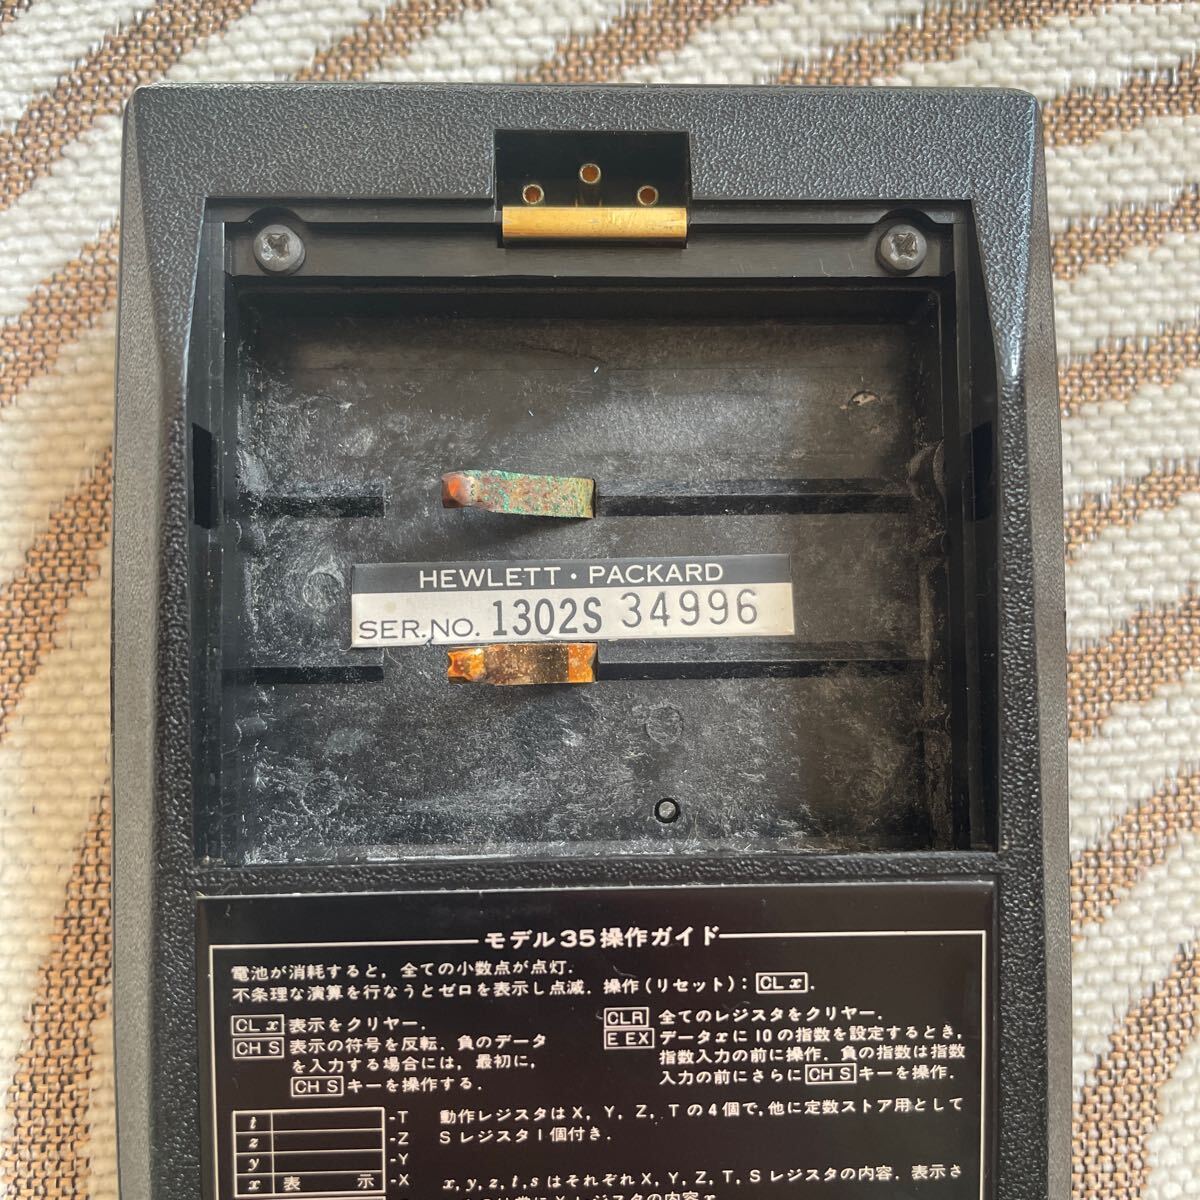 HEWLETT・PACKARD
SER.NO. 1302S 34996
モデル35操作ガイド
電池が消耗すると，全ての小数点が点灯．
不条理な演算を行なうとゼロを表示し点滅．操作(リセット)：CL x．
CL x 表示をクリヤー．
CH S 表示の符号を反転．負のデータ
を入力する場合には，最初に，
CH S キーを操作する．
CLR 全てのレジスタをクリヤー．
E EX データxに10の指数を設定するとき，
指数入力の前に操作．負の指数は指数
入力の前にさらに CH S キーを操作．
t -T
z -Z
y -Y
x 表示 -X
動作レジスタはX，Y，Z，Tの4個で，他に定数ストア用として
Sレジスタ1個付き．
x,y,z,t,sはそれぞれX，Y，Z，T，Sレジスタの内容．表示さ